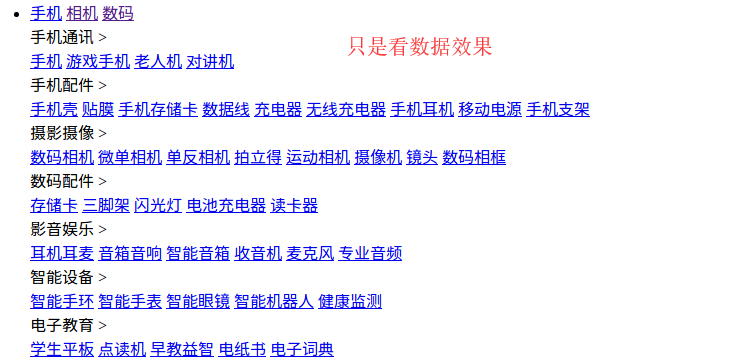 手机 相机 数码
手机通讯 >
只是看数据效果
手机 游戏手机 老人机 对讲机
手机配件 >
手机壳 贴膜 手机存储卡 数据线 充电器 无线充电器 手机耳机 移动电源 手机支架
摄影摄像 >
数码相机 微单相机 单反相机 拍立得 运动相机 摄像机 镜头 数码相框
数码配件 >
存储卡 三脚架 闪光灯 电池充电器 读卡器
影音娱乐 >
耳机耳麦 音箱音响 智能音箱 收音机 麦克风 专业音频
智能设备 >
智能手环 智能手表 智能眼镜 智能机器人 健康监测
电子教育 >
学生平板 点读机 早教益智 电纸书 电子词典